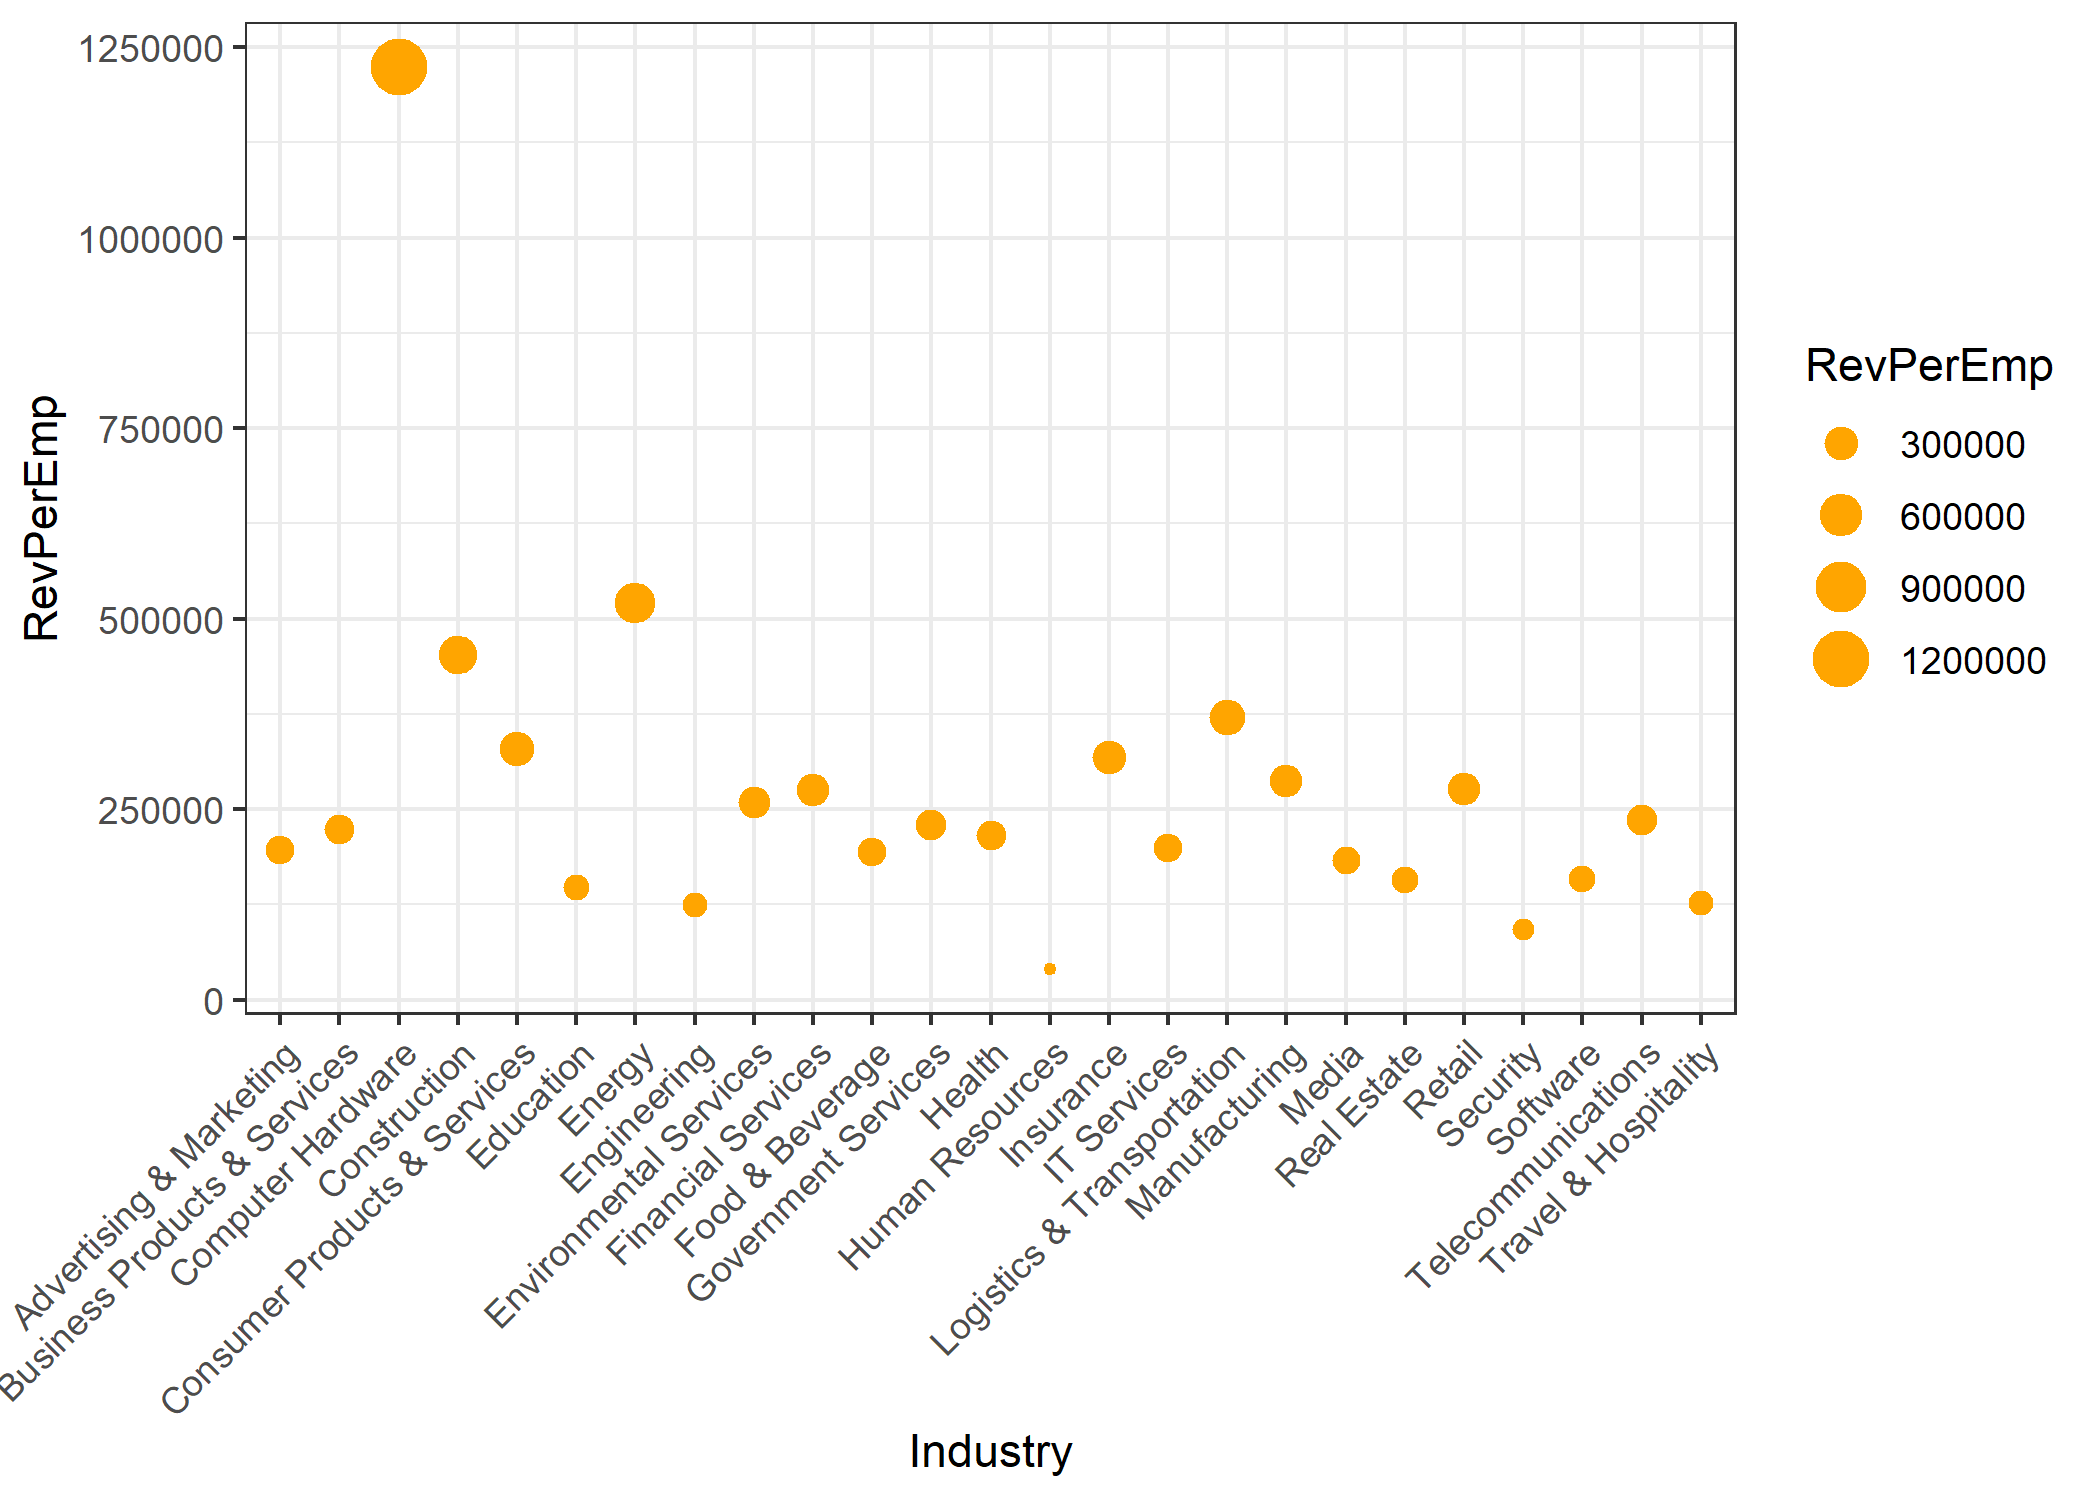 1250000
1000000
750000
500000
250000
0
RevPerEmp
Advertising & Marketing
Business Products & Services
Computer Hardware
Construction
Consumer Products & Services
Education
Energy
Engineering
Environmental Services
Financial Services
Food & Beverage
Government Services
Health
Human Resources
Insurance
IT Services
Logistics & Transportation
Manufacturing
Media
Real Estate
Retail
Security
Software
Telecommunications
Travel & Hospitality
Industry
RevPerEmp
300000
600000
900000
1200000